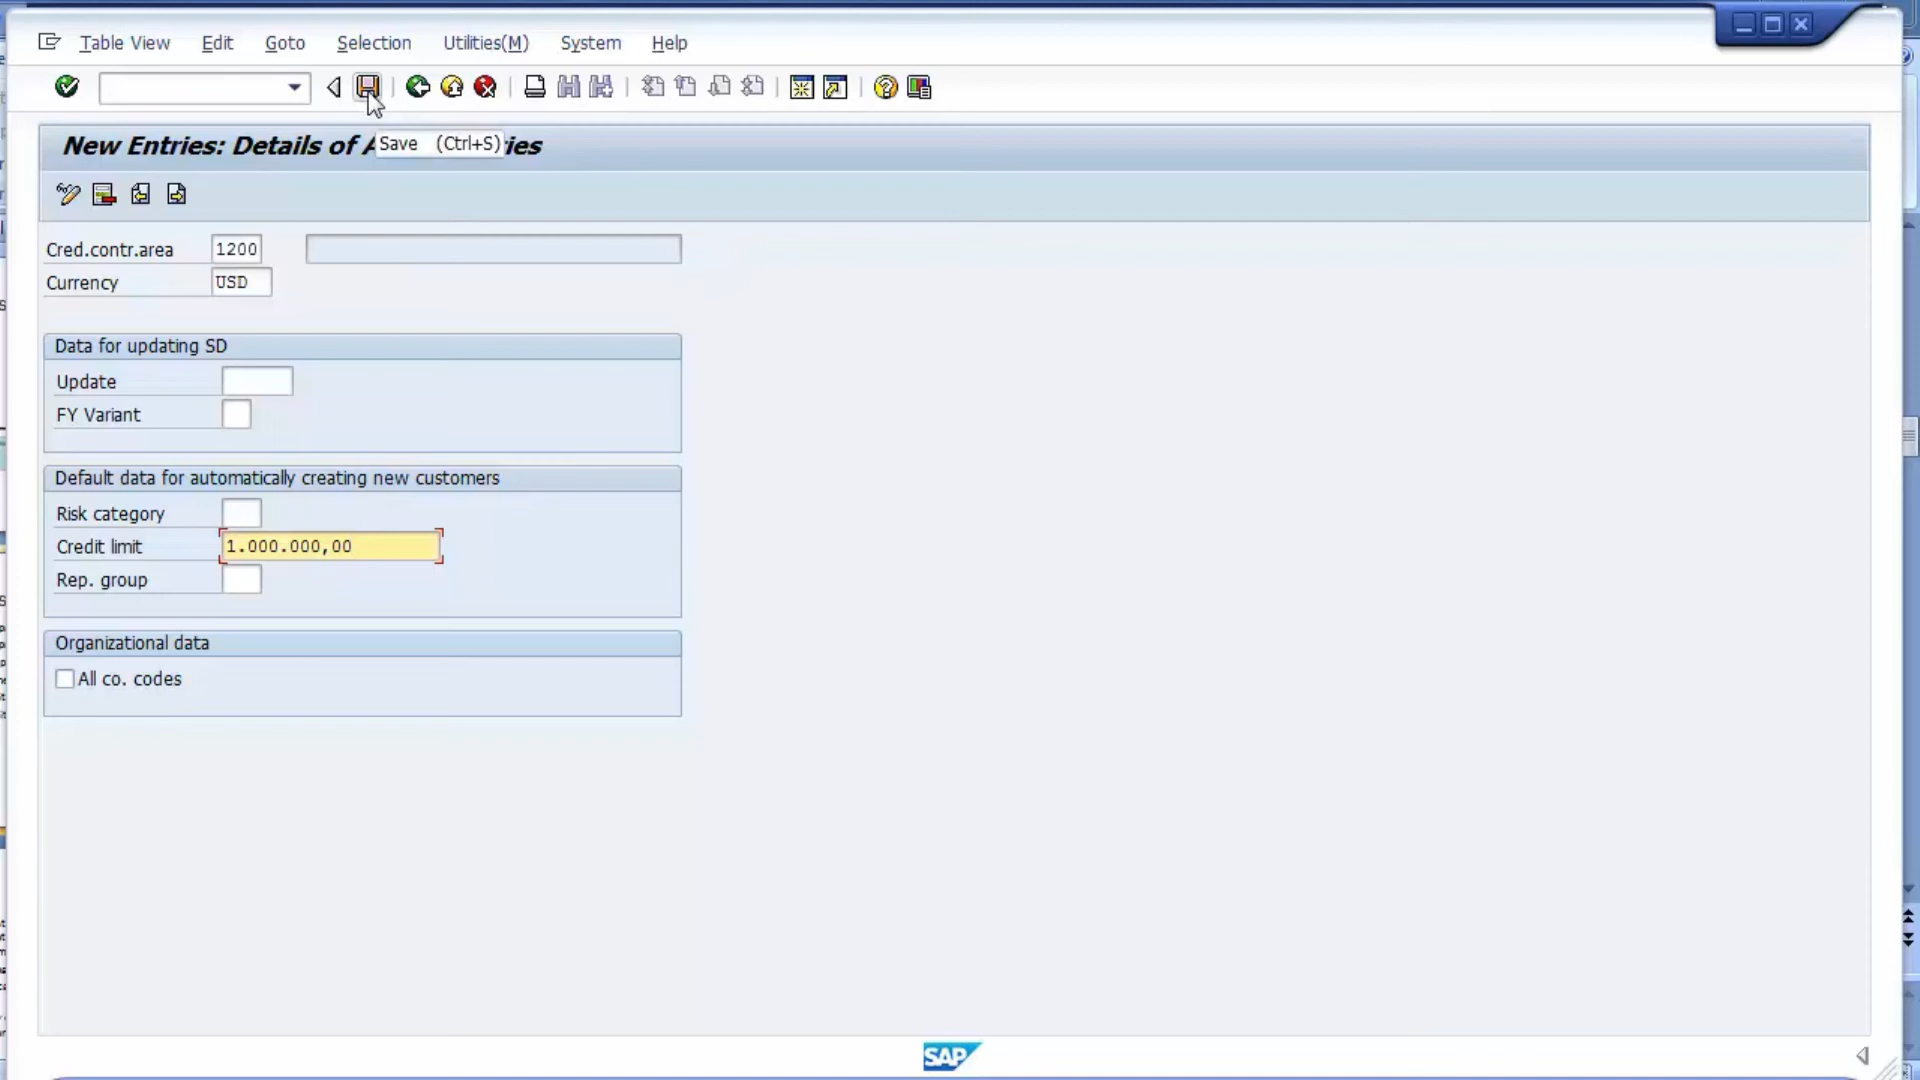 Table View Edit Goto Selection Utilities(M) System Help
New Entries: Details of A
ies
Save (Ctrl+S)
Cred.contr.area 1200
Currency USD
Data for updating SD
Update
FY Variant
Default data for automatically creating new customers
Risk category
Credit limit 1.000.000,00
Rep. group
Organizational data
All co. codes
SAP